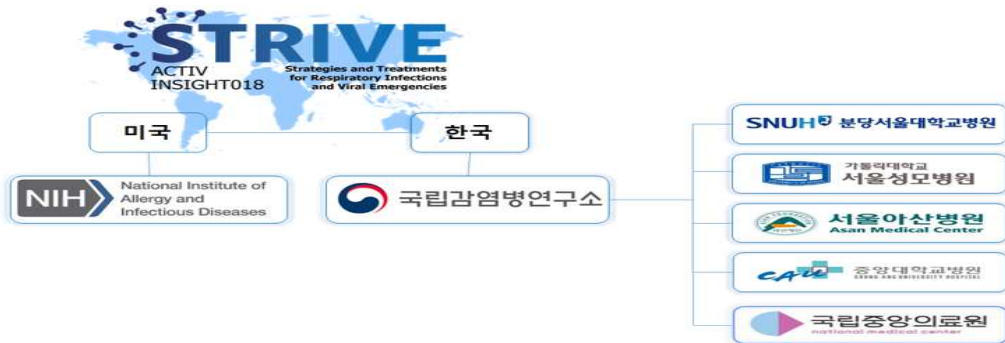 STRIVE
ACTIV
INSIGHT018
Strategies and Treatments
for Respiratory Infections
and Viral Emergencies
미국
한국
NIH
National Institute of
Allergy and
Infectious Diseases
국립감염병연구소
SNUH 분당서울대학교병원
가톨릭대학교
서울성모병원
서울아산병원
Asan Medical Center
CAU 중앙대학교병원
CHUNG-ANG UNIVERSITY HOSPITAL
국립중앙의료원
national medical center